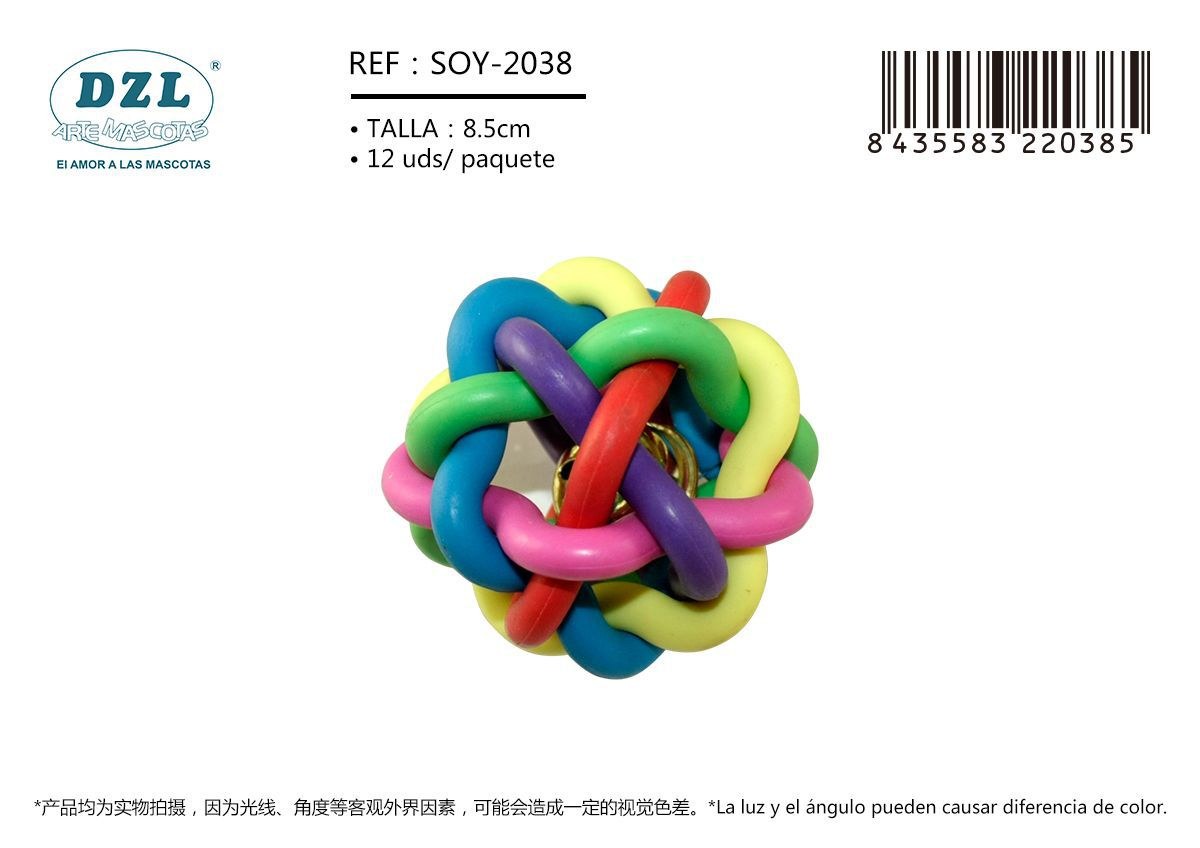 DZL ®
ARTE MASCOTAS
El AMOR A LAS MASCOTAS
REF : SOY-2038
• TALLA : 8.5cm
• 12 uds/ paquete
8 435583 220385
*产品均为实物拍摄，因为光线、角度等客观外界因素，可能会造成一定的视觉色差。*La luz y el ángulo pueden causar diferencia de color.